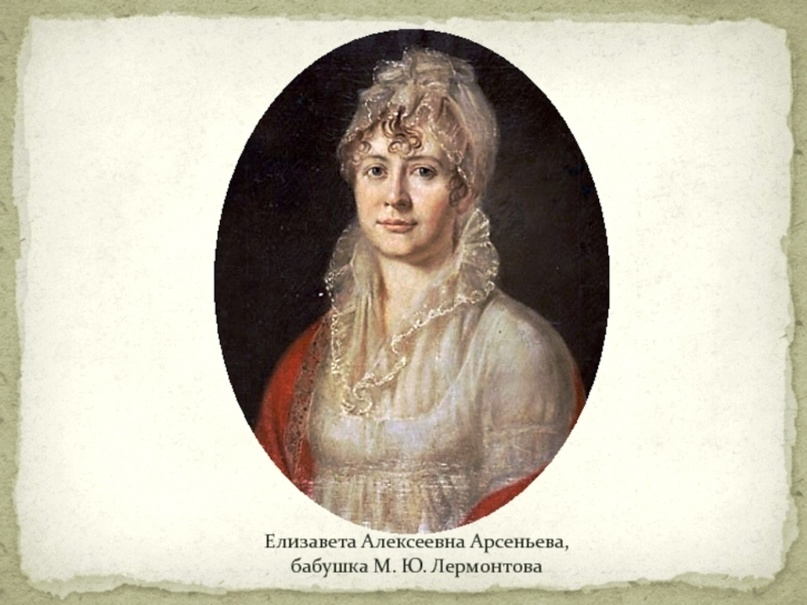 Елизавета Алексеевна Арсеньева,
бабушка М. Ю. Лермонтова